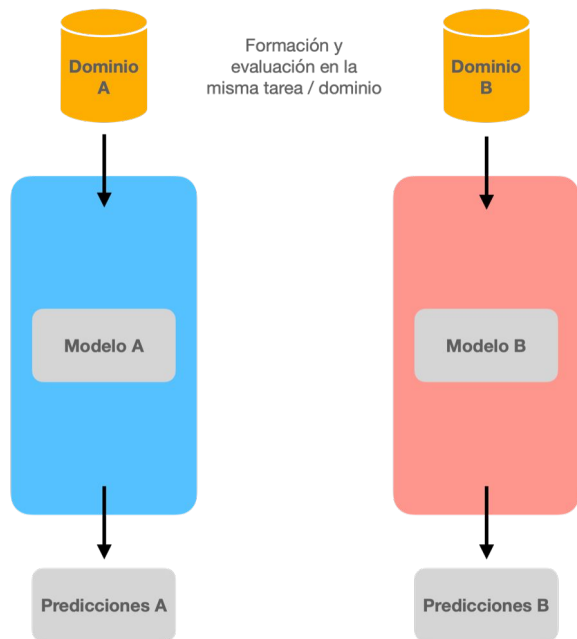 Dominio
A
Formación y
evaluación en la
misma tarea / dominio
Dominio
B
Modelo A
Modelo B
Predicciones A
Predicciones B